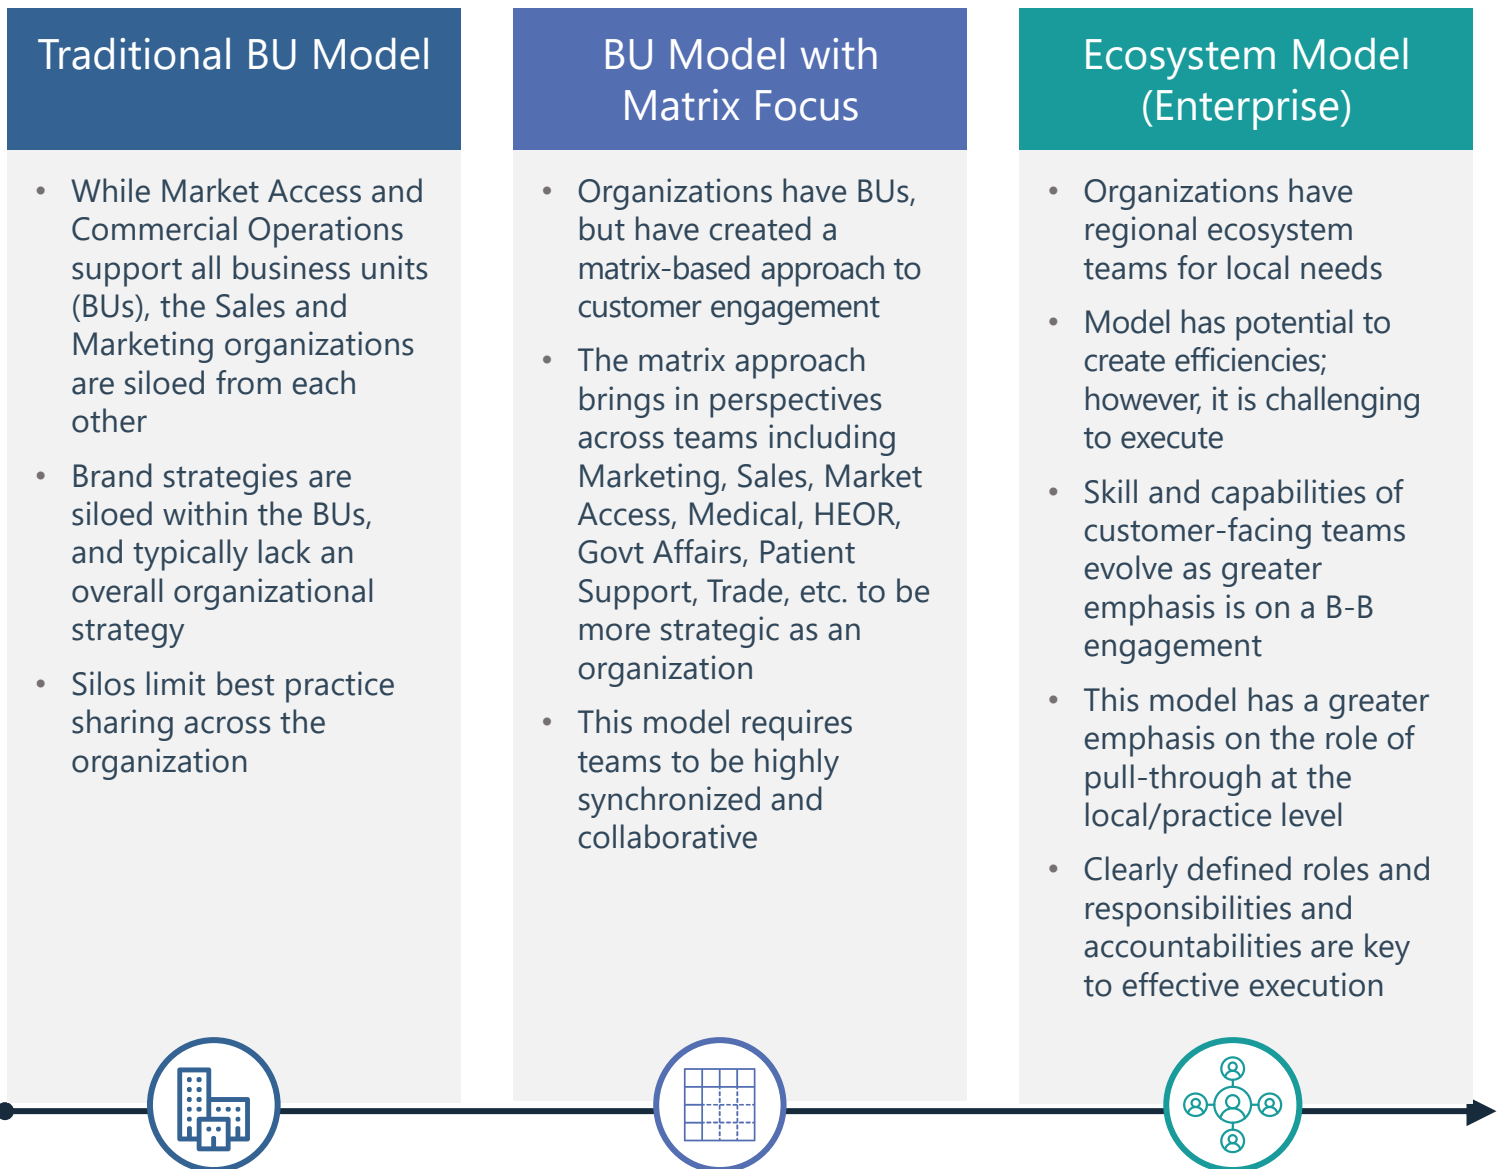 Traditional BU Model
• While Market Access and
Commercial Operations
support all business units
(BUs), the Sales and
Marketing organizations
are siloed from each
other
• Brand strategies are
siloed within the BUs,
and typically lack an
overall organizational
strategy
• Silos limit best practice
sharing across the
organization
BU Model with
Matrix Focus
• Organizations have BUs,
but have created a
matrix-based approach to
customer engagement
• The matrix approach
brings in perspectives
across teams including
Marketing, Sales, Market
Access, Medical, HEOR,
Govt Affairs, Patient
Support, Trade, etc. to be
more strategic as an
organization
• This model requires
teams to be highly
synchronized and
collaborative
Ecosystem Model
(Enterprise)
• Organizations have
regional ecosystem
teams for local needs
• Model has potential to
create efficiencies;
however, it is challenging
to execute
• Skill and capabilities of
customer-facing teams
evolve as greater
emphasis is on a B-B
engagement
• This model has a greater
emphasis on the role of
pull-through at the
local/practice level
• Clearly defined roles and
responsibilities and
accountabilities are key
to effective execution